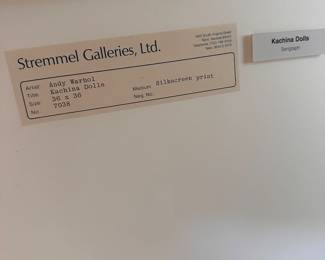 Stremmel Galleries, Ltd.
Artist Andy Warhol
Title Kachina Dolls
Size 36 x 36
Medium Silkscreen print
No. 7038
Neg. No.
Kachina Dolls
Serigraph